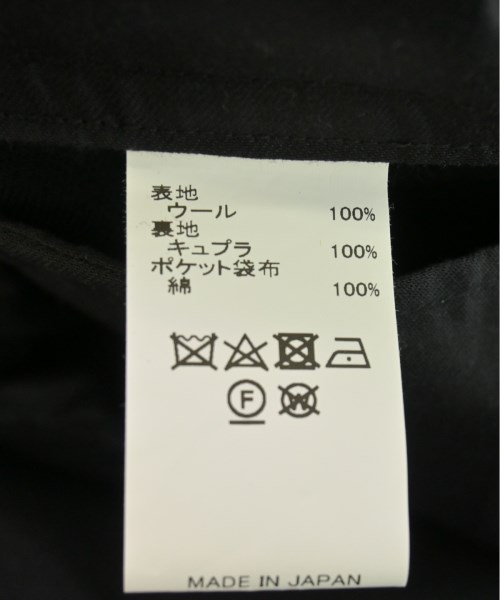 表地
ウール 100%
裏地
キュプラ 100%
ポケット袋布
綿 100%
F W
MADE IN JAPAN